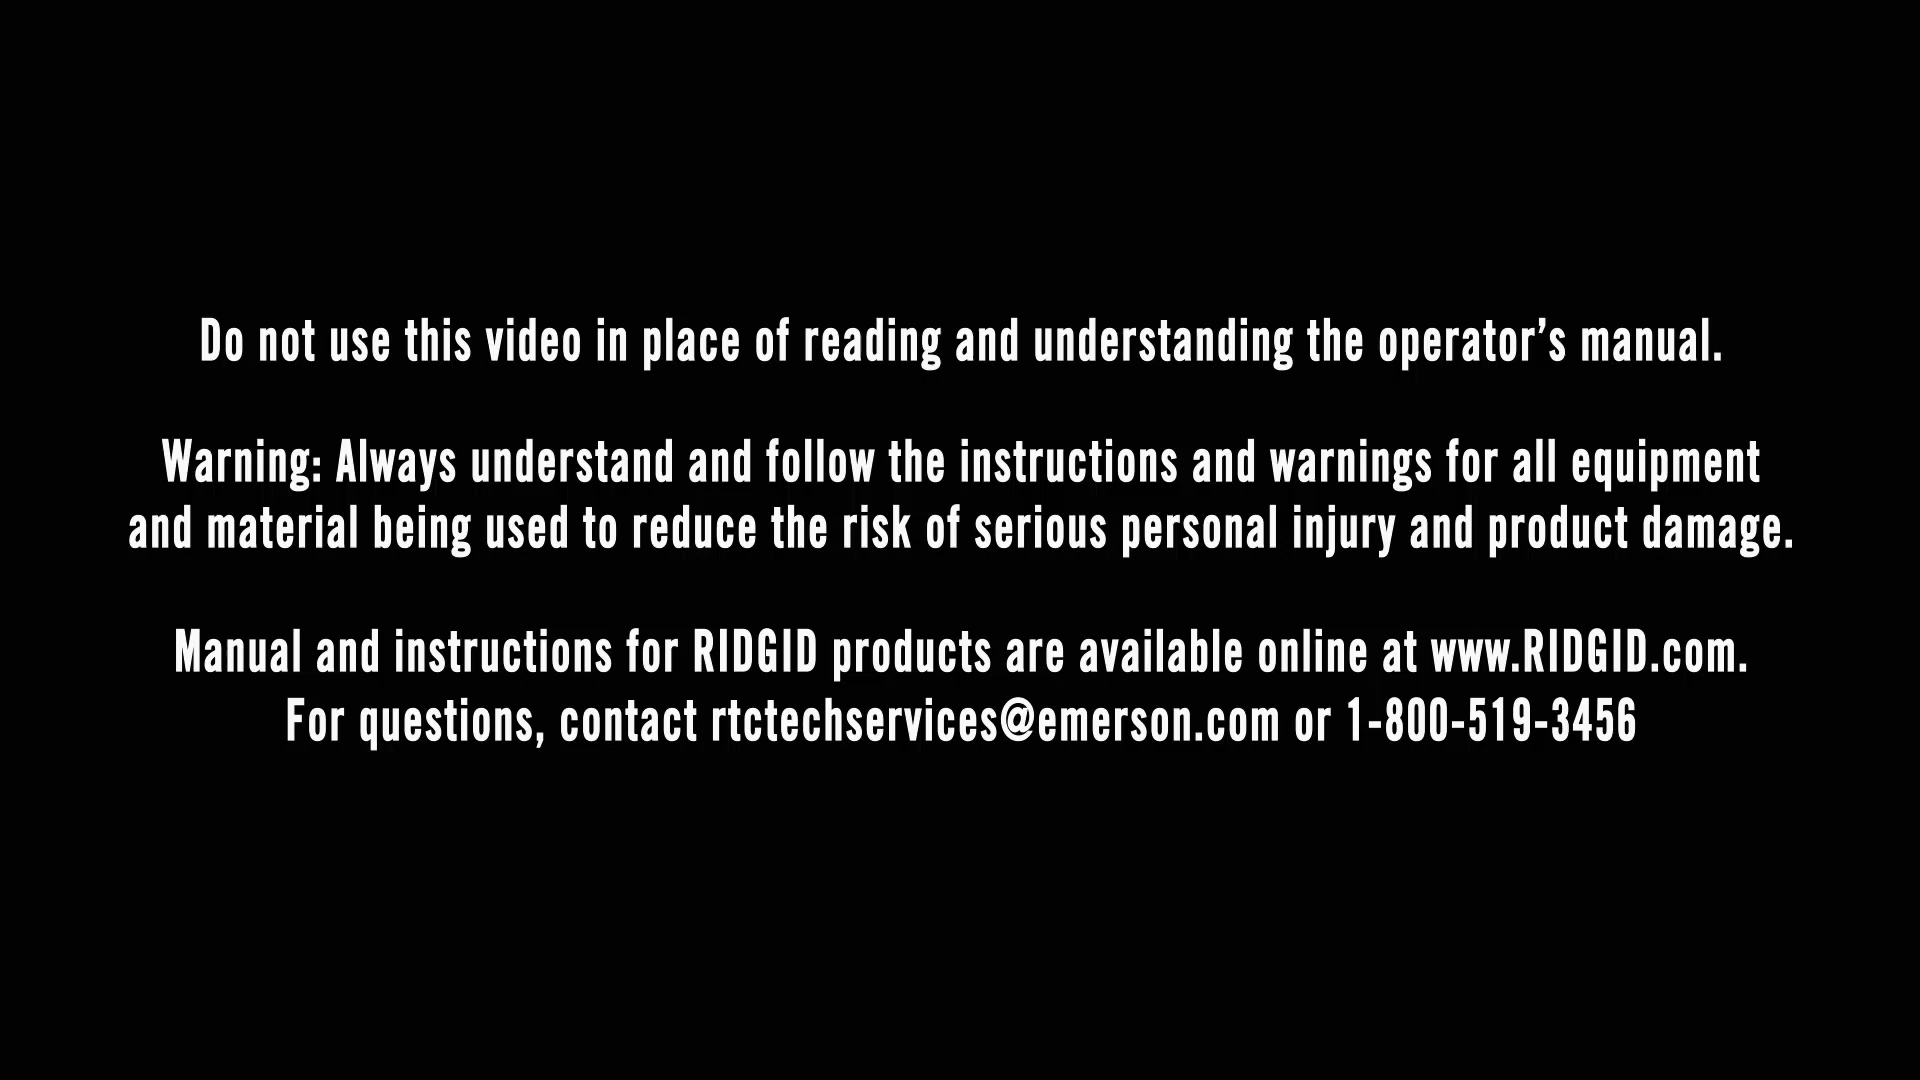 Do not use this video in place of reading and understanding the operator’s manual.
Warning: Always understand and follow the instructions and warnings for all equipment
and material being used to reduce the risk of serious personal injury and product damage.
Manual and instructions for RIDGID products are available online at www.RIDGID.com.
For questions, contact rtctechservices@emerson.com or 1-800-519-3456